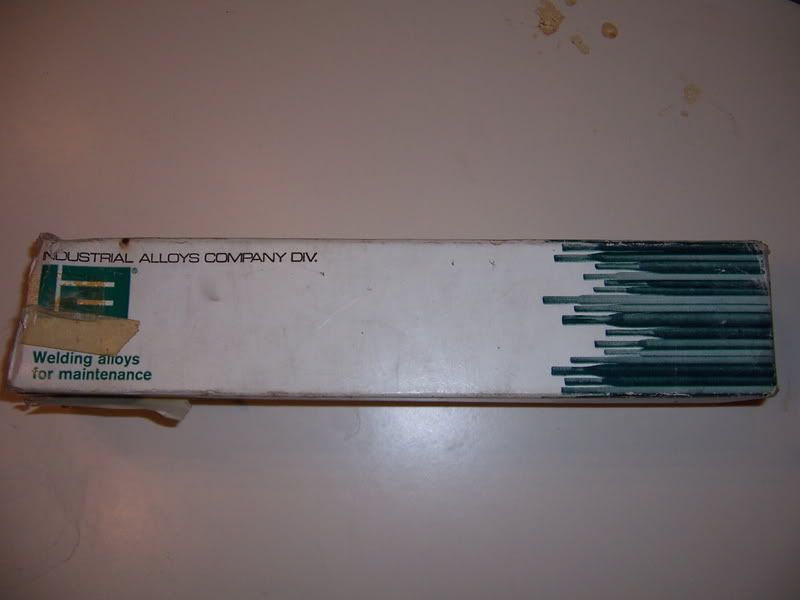 INDUSTRIAL ALLOYS COMPANY DIV.
®
Welding alloys
for maintenance